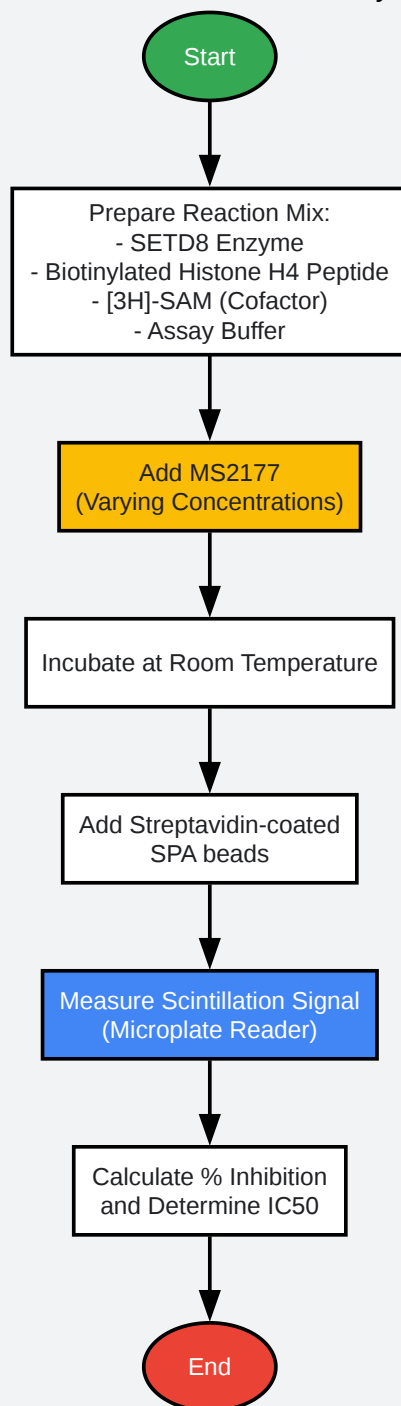 Start
Prepare Reaction Mix:
- SETD8 Enzyme
- Biotinylated Histone H4 Peptide
- [3H]-SAM (Cofactor)
- Assay Buffer
Add MS2177
(Varying Concentrations)
Incubate at Room Temperature
Add Streptavidin-coated
SPA beads
Measure Scintillation Signal
(Microplate Reader)
Calculate % Inhibition
and Determine IC50
End